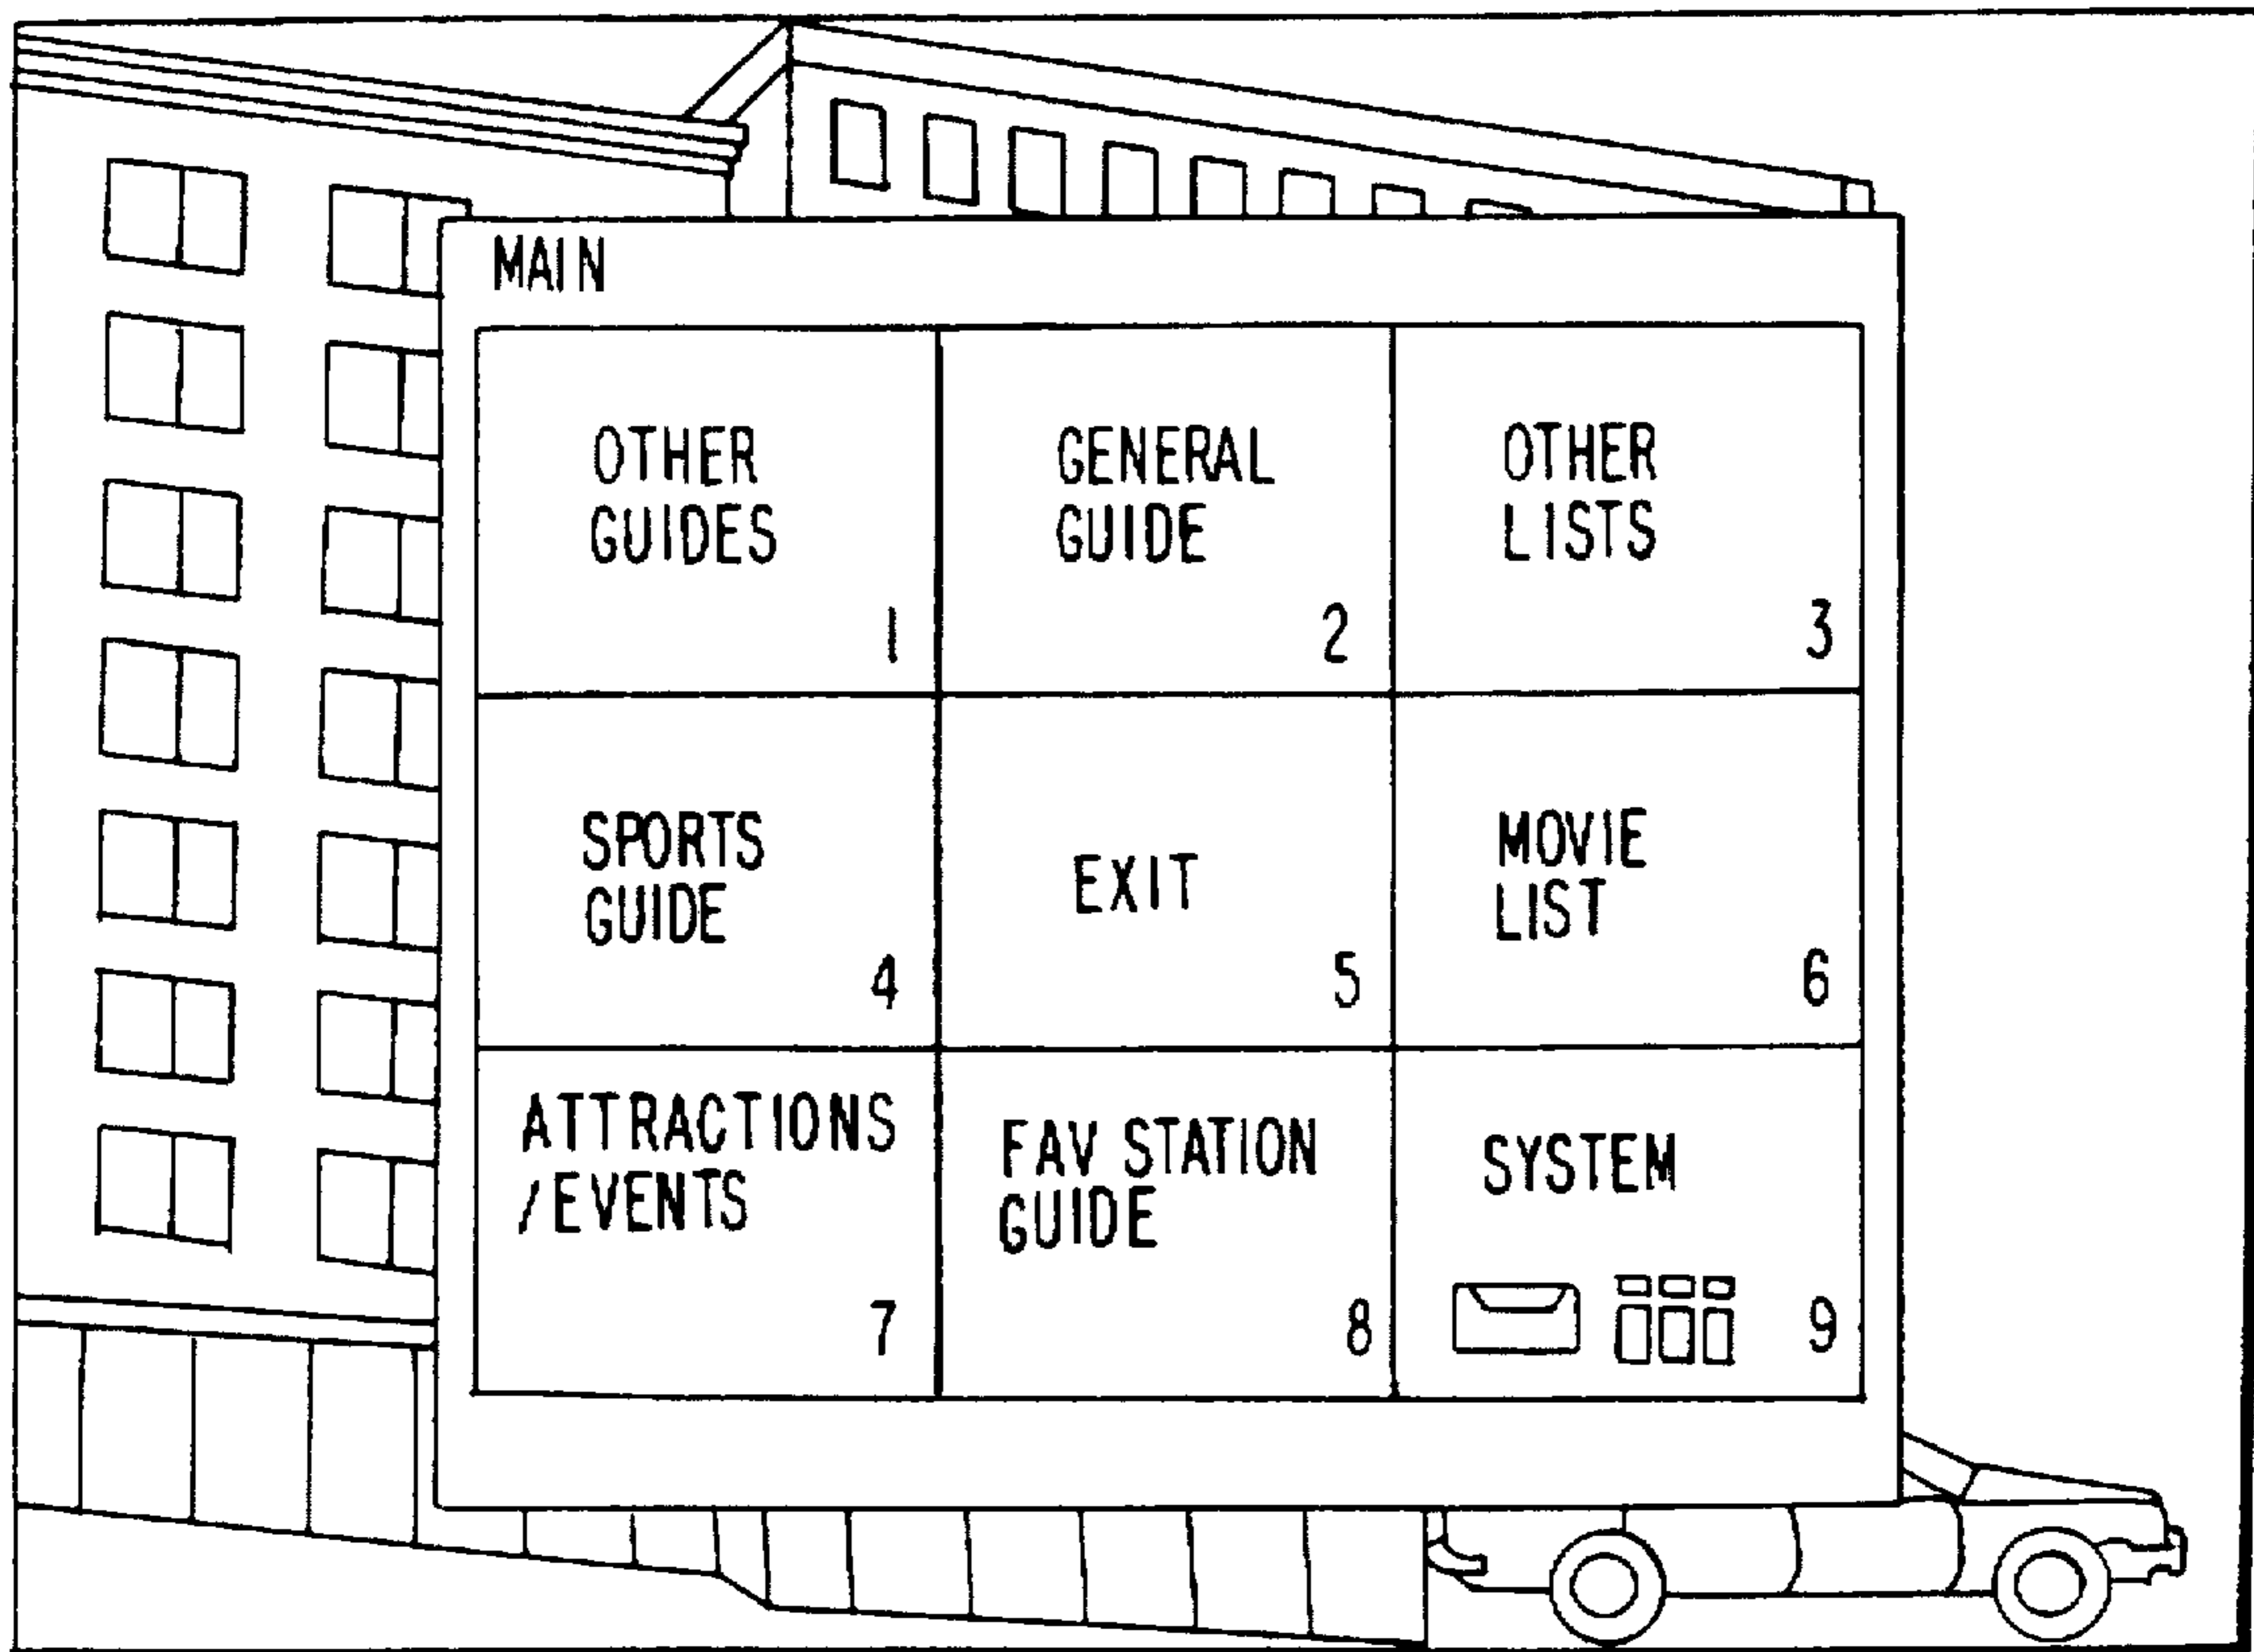 MAIN
OTHER
GUIDES
1
GENERAL
GUIDE
2
OTHER
LISTS
3
SPORTS
GUIDE
4
EXIT
5
MOVIE
LIST
6
ATTRACTIONS
/EVENTS
7
FAV STATION
GUIDE
8
SYSTEM
9